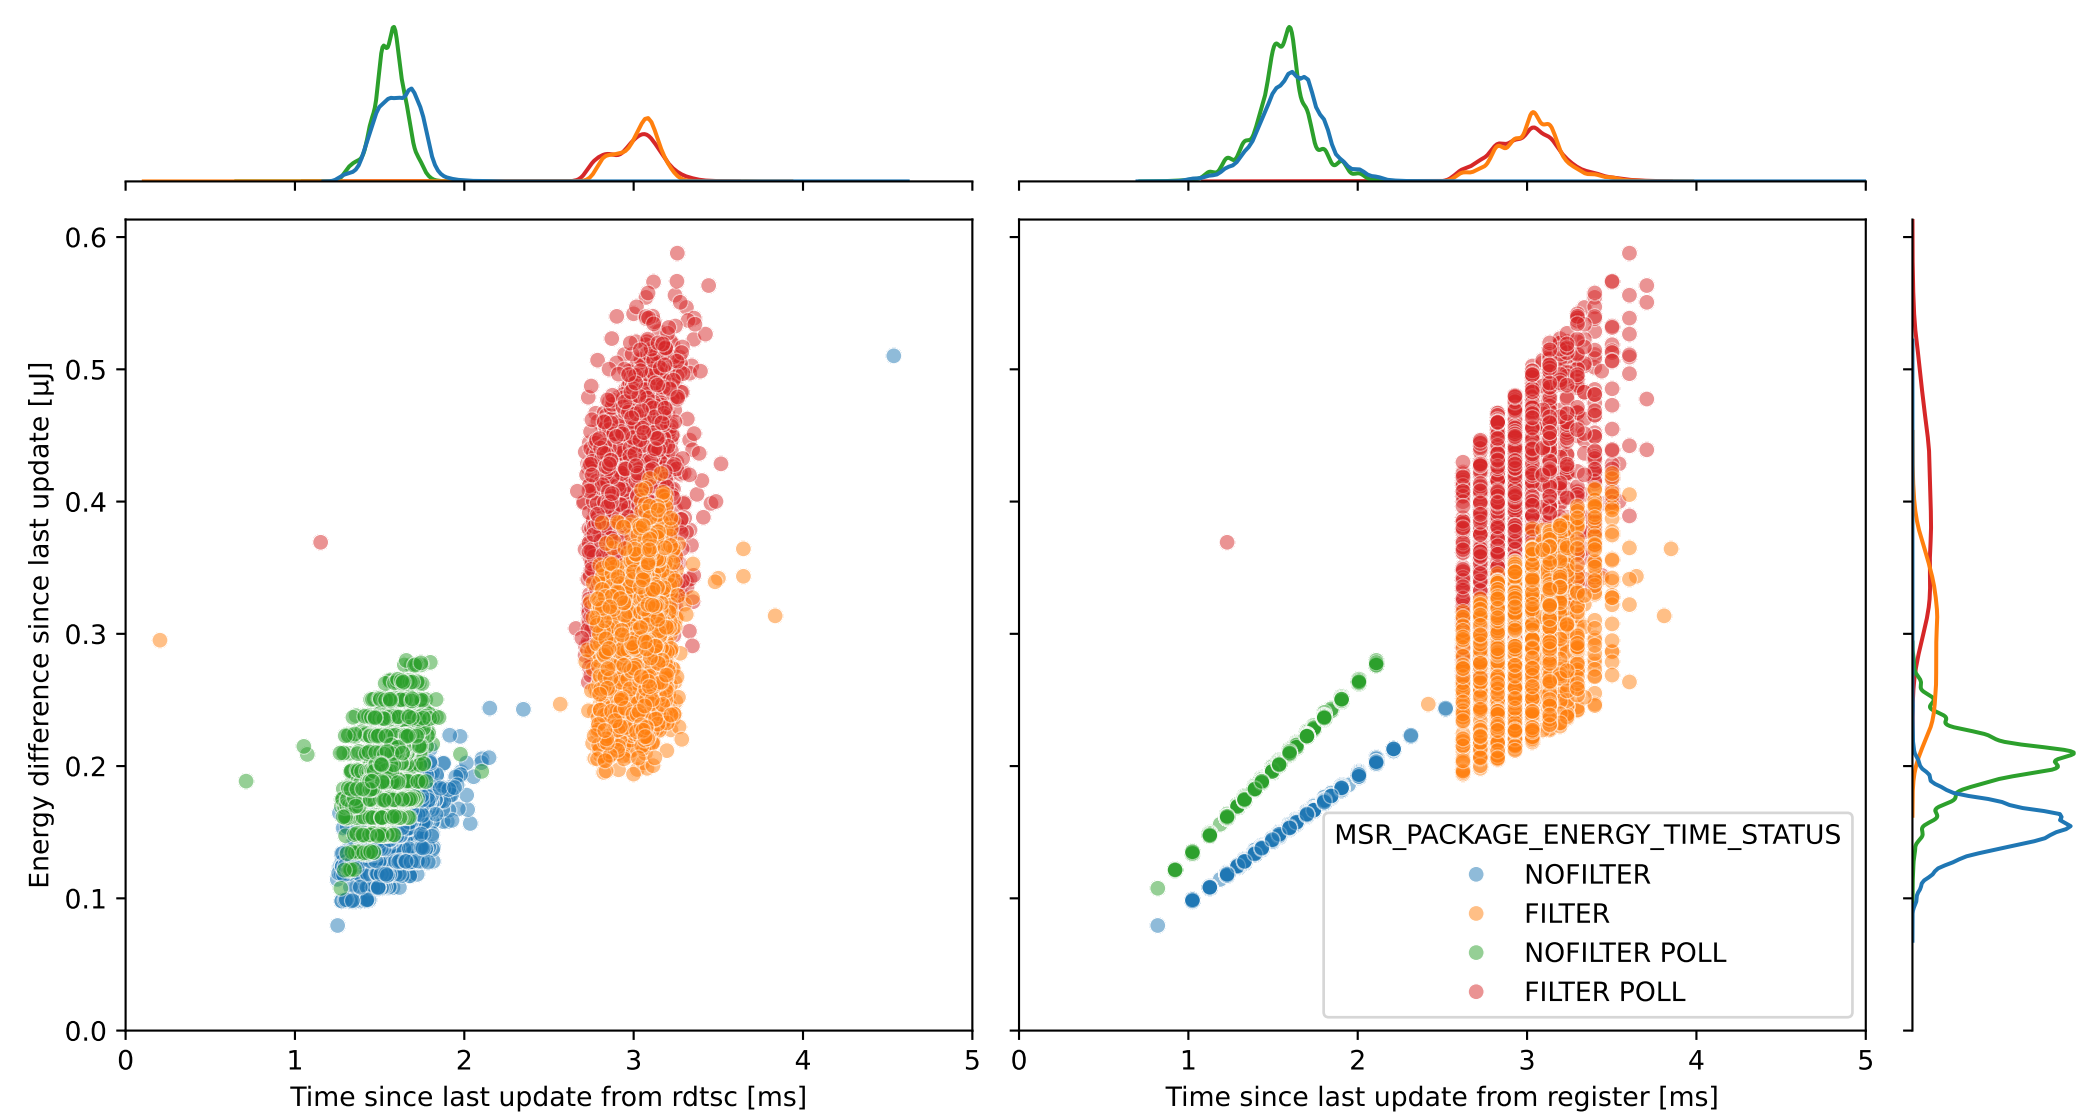 0.6
0.5
0.4
0.3
0.2
0.1
0.0
Energy difference since last update [µJ]
0 1 2 3 4 5
Time since last update from rdtsc [ms]
MSR_PACKAGE_ENERGY_TIME_STATUS
NOFILTER
FILTER
NOFILTER POLL
FILTER POLL
0 1 2 3 4 5
Time since last update from register [ms]